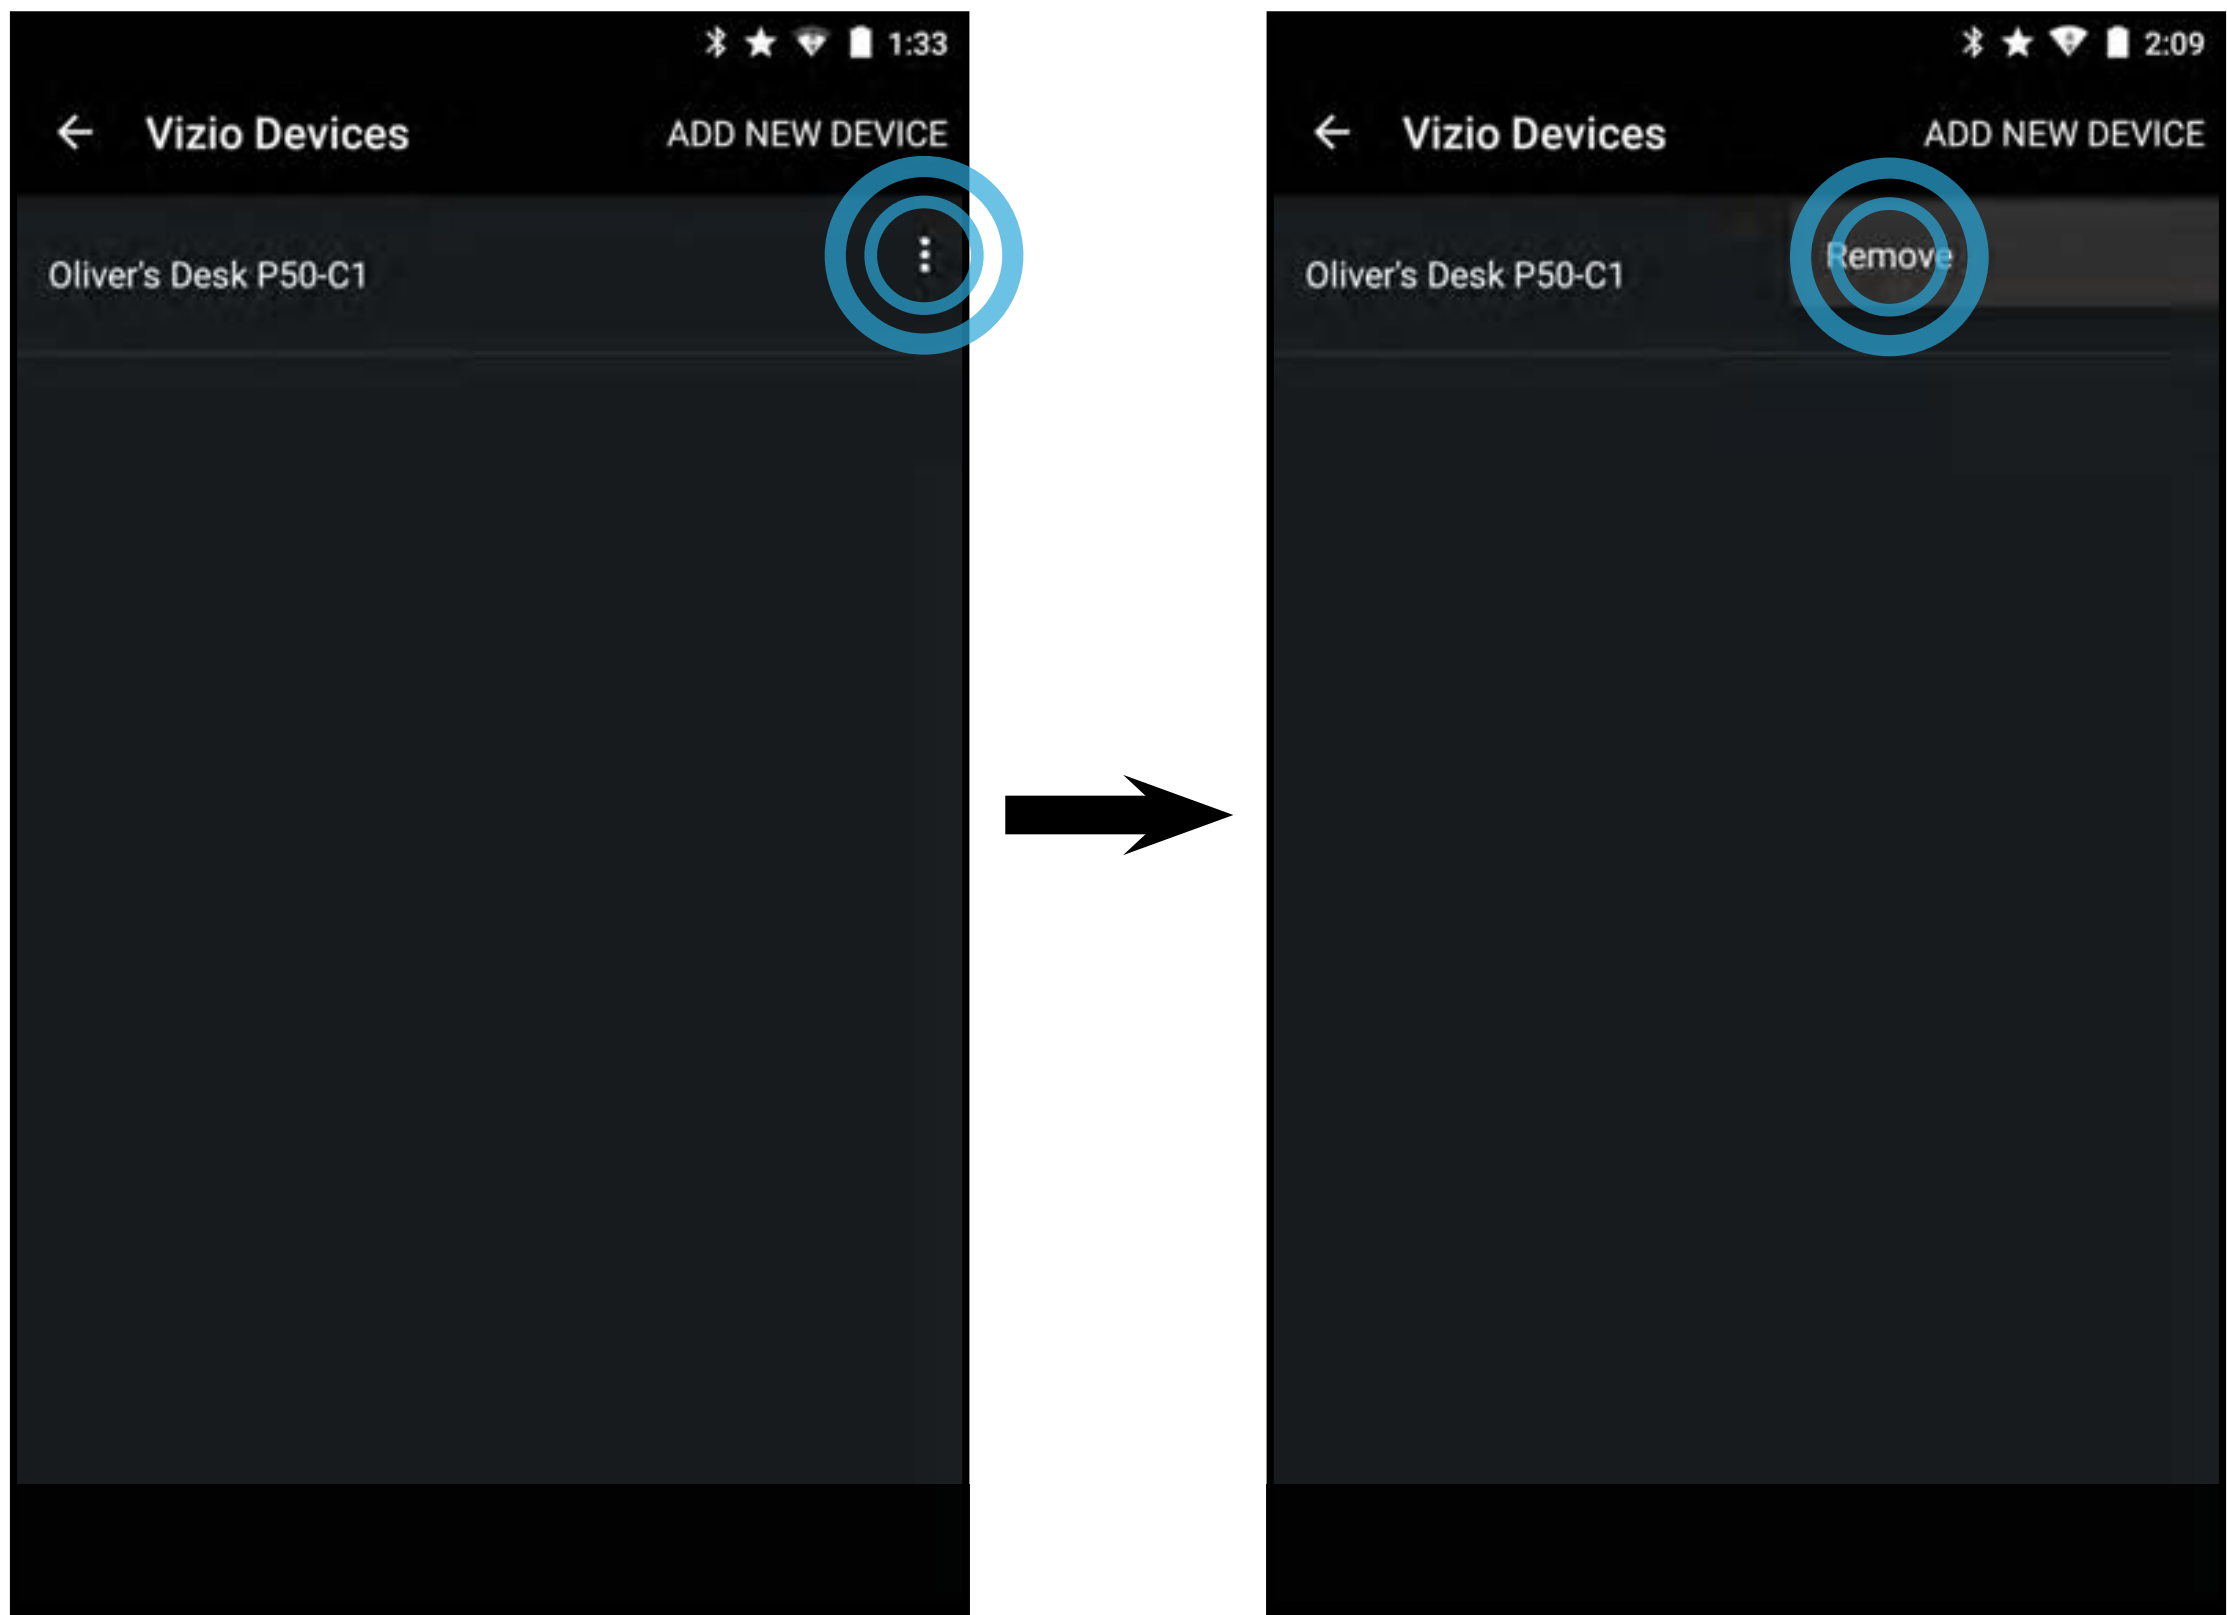 1:33
Vizio Devices ADD NEW DEVICE
Oliver's Desk P50-C1
2:09
Vizio Devices ADD NEW DEVICE
Remove
Oliver's Desk P50-C1